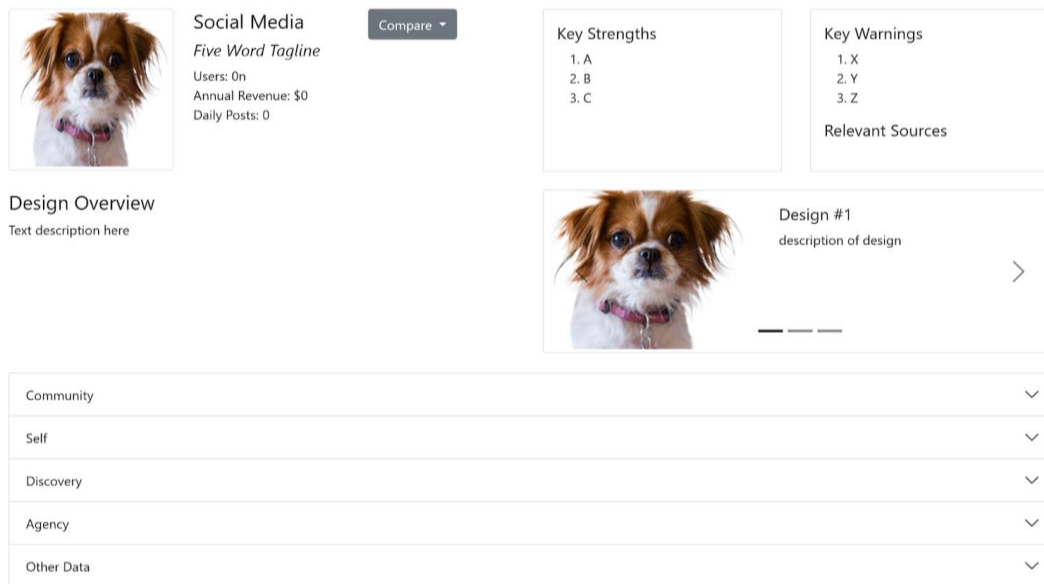 Social Media
Five Word Tagline
Users: 0n
Annual Revenue: $0
Daily Posts: 0
Compare
Key Strengths
1. A
2. B
3. C
Key Warnings
1. X
2. Y
3. Z
Relevant Sources
Design Overview
Text description here
Design #1
description of design
Community
Self
Discovery
Agency
Other Data